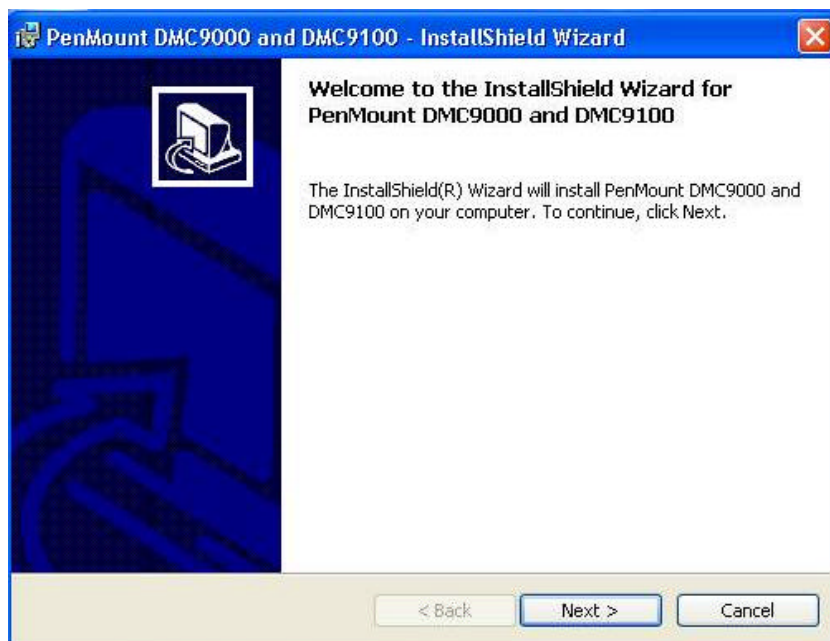 PenMount DMC9000 and DMC9100 - InstallShield Wizard
Welcome to the InstallShield Wizard for
PenMount DMC9000 and DMC9100
The InstallShield(R) Wizard will install PenMount DMC9000 and
DMC9100 on your computer. To continue, click Next.
< Back
Next >
Cancel